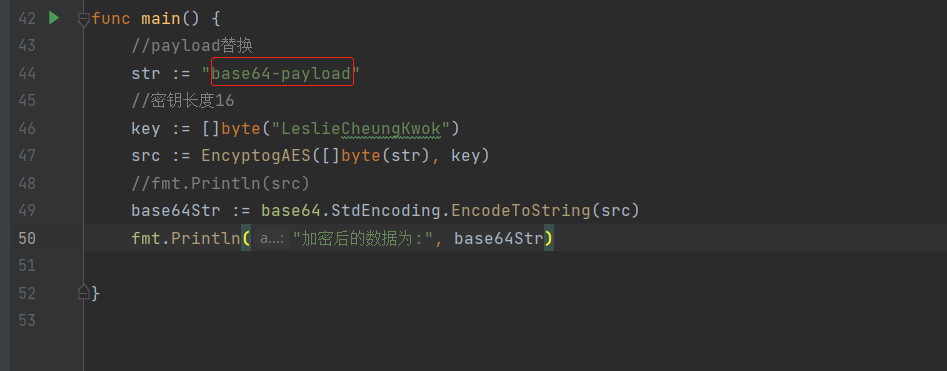 42 func main() {
43 //payload替换
44 str := "base64-payload"
45 //密钥长度16
46 key := []byte("LeslieCheungKwok")
47 src := EncyptogAES([]byte(str), key)
48 //fmt.Println(src)
49 base64Str := base64.StdEncoding.EncodeToString(src)
50 fmt.Println( a…: "加密后的数据为:", base64Str)
51
52 }
53